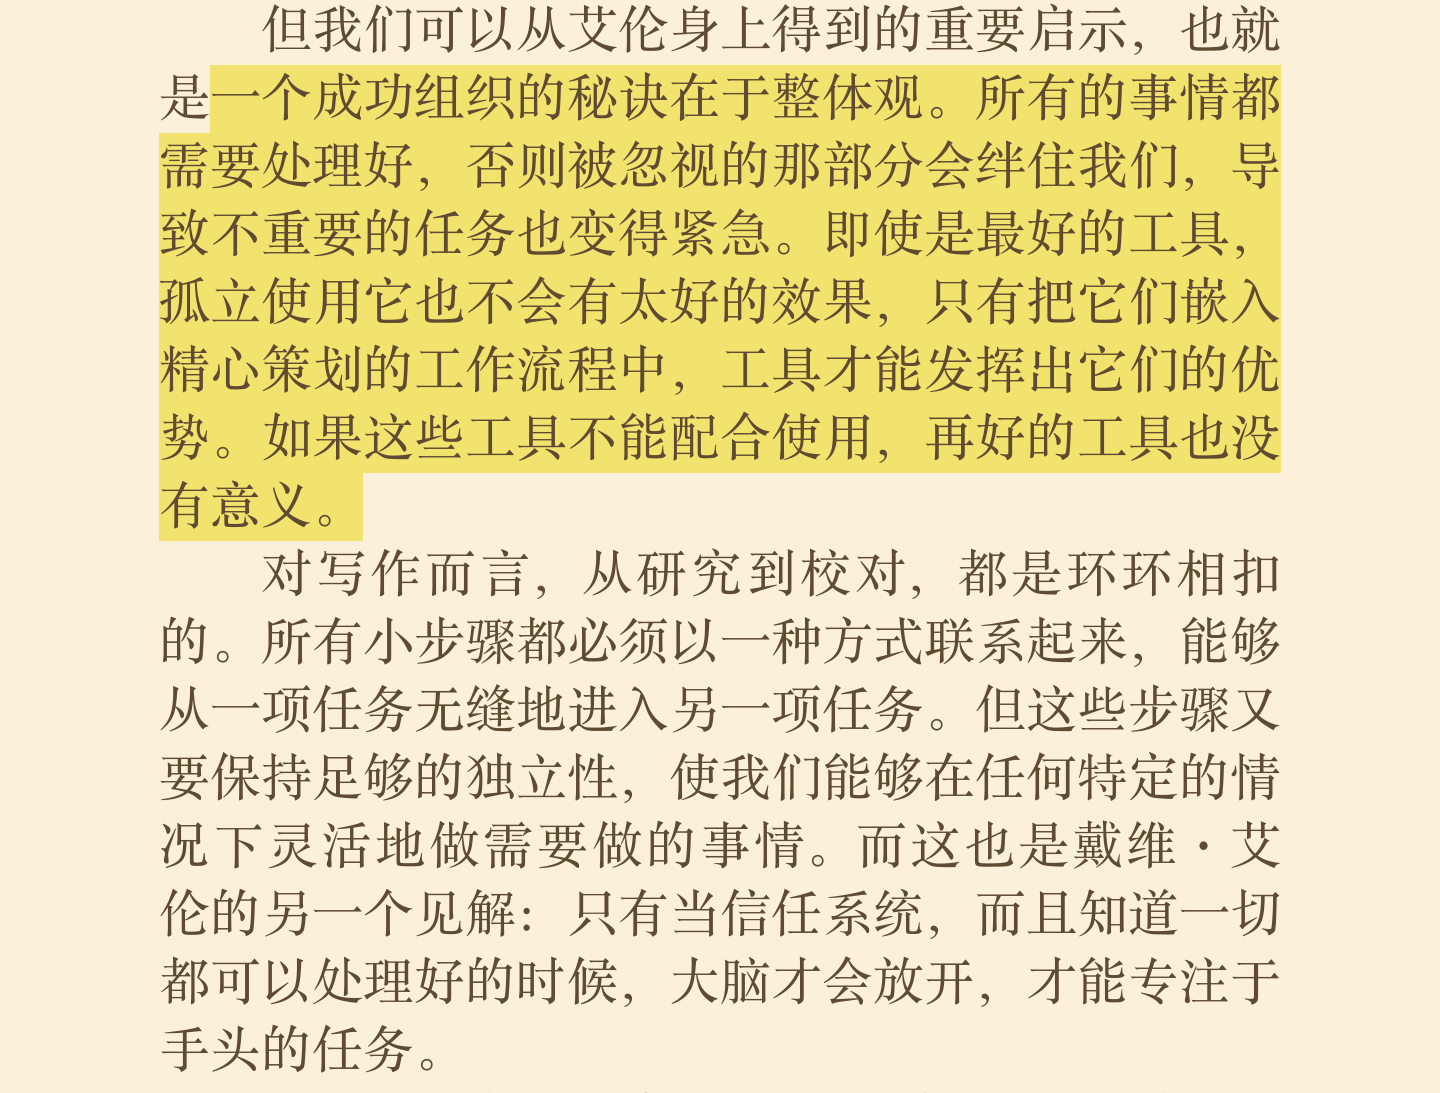 但我们可以从艾伦身上得到的重要启示，也就
是一个成功组织的秘诀在于整体观。所有的事情都
需要处理好，否则被忽视的那部分会绊住我们，导
致不重要的任务也变得紧急。即使是最好的工具，
孤立使用它也不会有太好的效果，只有把它们嵌入
精心策划的工作流程中，工具才能发挥出它们的优
势。如果这些工具不能配合使用，再好的工具也没
有意义。
对写作而言，从研究到校对，都是环环相扣
的。所有小步骤都必须以一种方式联系起来，能够
从一项任务无缝地进入另一项任务。但这些步骤又
要保持足够的独立性，使我们能够在任何特定的情
况下灵活地做需要做的事情。而这也是戴维·艾
伦的另一个见解：只有当信任系统，而且知道一切
都可以处理好的时候，大脑才会放开，才能专注于
手头的任务。